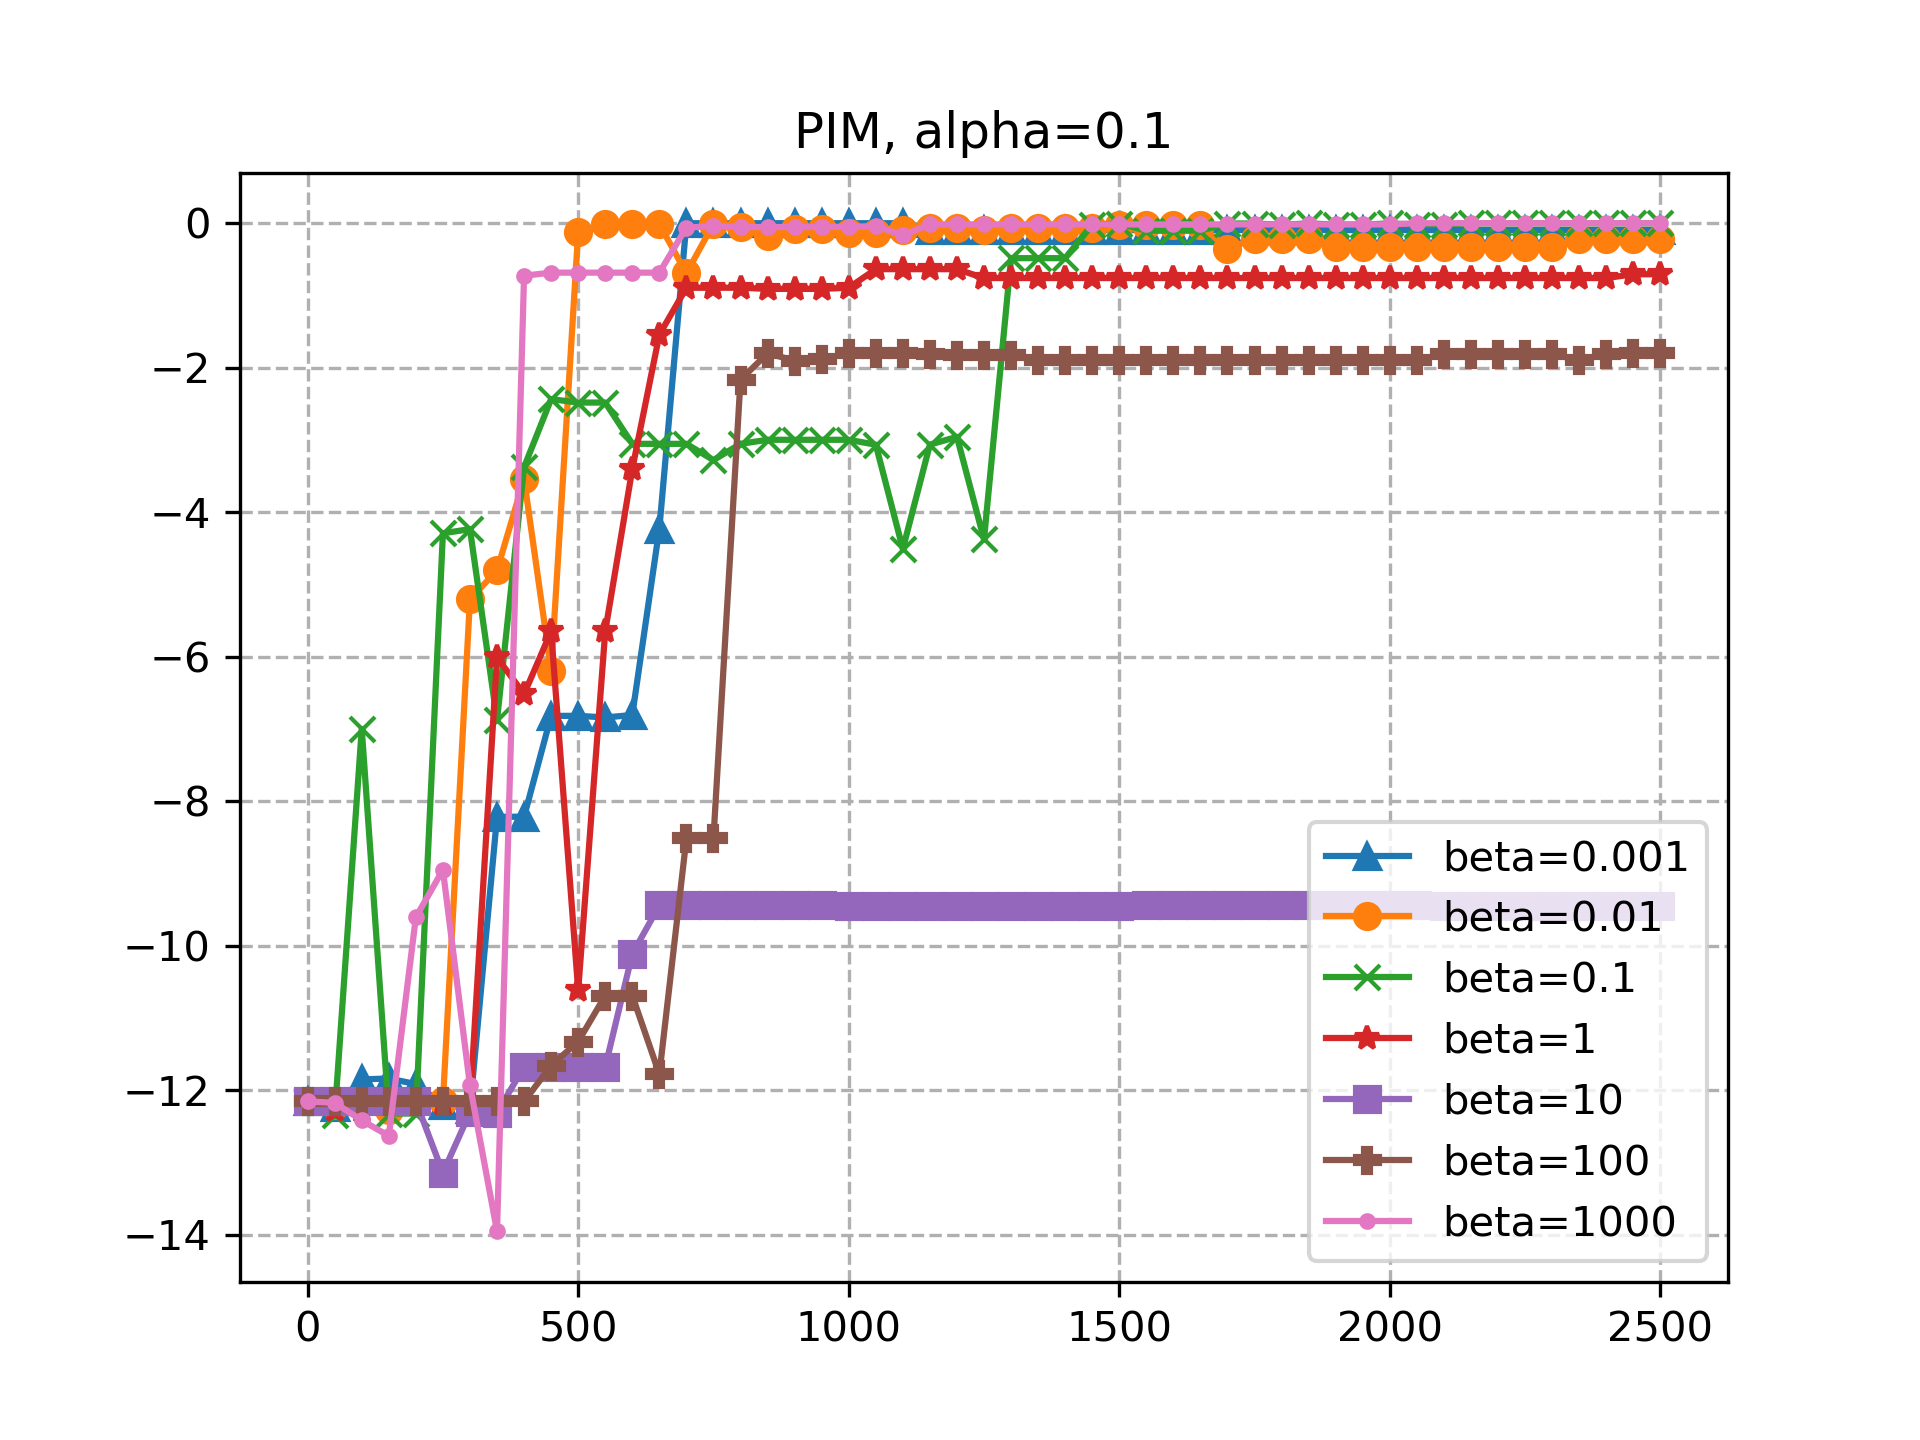 PIM, alpha=0.1
0
−2
−4
−6
−8
−10
−12
−14
beta=0.001
beta=0.01
beta=0.1
beta=1
beta=10
beta=100
beta=1000
0 500 1000 1500 2000 2500